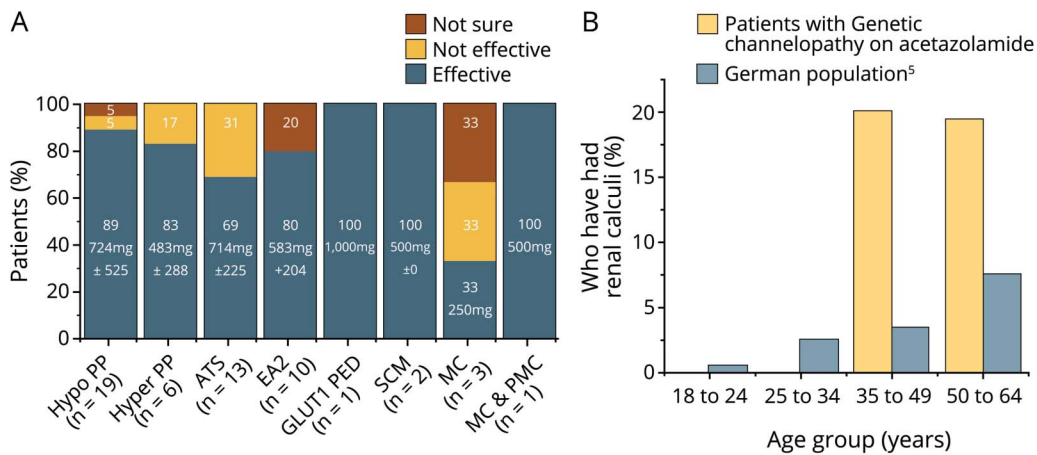 A
Not sure
Not effective
Effective
Patients (%)
100
80
60
40
20
0
5
5
89
724mg
± 525
17
83
483mg
± 288
31
69
714mg
±225
20
80
583mg
+204
100
1,000mg
100
500mg
±0
33
33
33
250mg
100
500mg
Hypo PP
(n = 19)
Hyper PP
(n = 6)
ATS
(n = 13)
EA2
(n = 10)
GLUT1 PED
(n = 1)
SCM
(n = 2)
MC
(n = 3)
MC & PMC
(n = 1)
B
Patients with Genetic
channelopathy on acetazolamide
German population⁵
Who have had
renal calculi (%)
20
15
10
5
0
18 to 24
25 to 34
35 to 49
50 to 64
Age group (years)